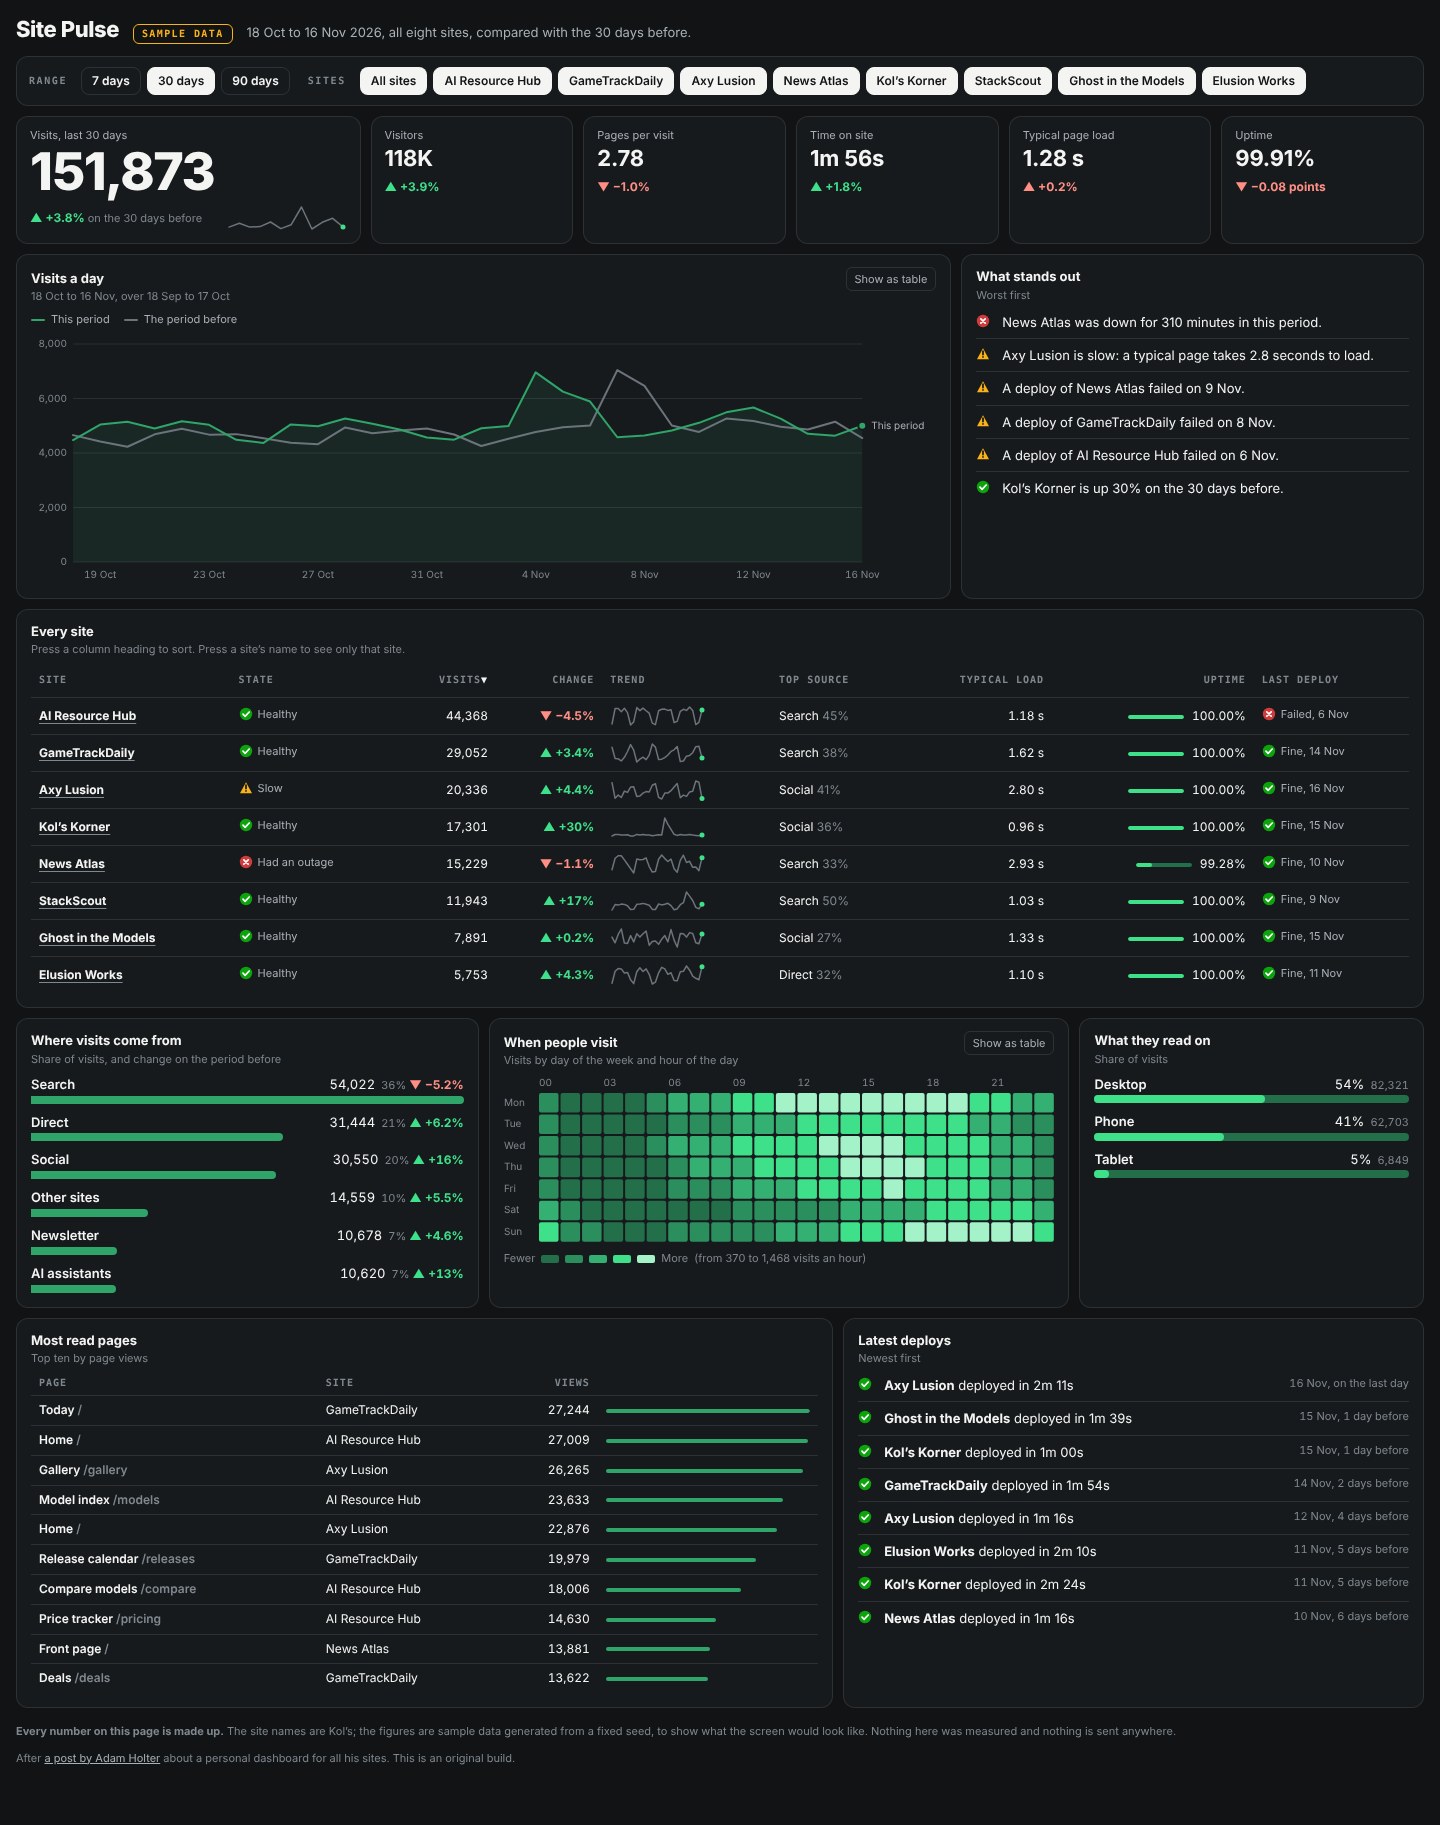 Site Pulse SAMPLE DATA 18 Oct to 16 Nov 2026, all eight sites, compared with the 30 days before.
RANGE 7 days 30 days 90 days SITES All sites AI Resource Hub GameTrackDaily Axy Lusion News Atlas Kol’s Korner StackScout Ghost in the Models Elusion Works
Visits, last 30 days
151,873
▲ +3.8% on the 30 days before
Visitors
118K
▲ +3.9%
Pages per visit
2.78
▼ −1.0%
Time on site
1m 56s
▲ +1.8%
Typical page load
1.28 s
▲ +0.2%
Uptime
99.91%
▼ −0.08 points
Visits a day
Show as table
18 Oct to 16 Nov, over 18 Sep to 17 Oct
This period The period before
8,000
6,000
4,000
2,000
0
This period
19 Oct 23 Oct 27 Oct 31 Oct 4 Nov 8 Nov 12 Nov 16 Nov
What stands out
Worst first
News Atlas was down for 310 minutes in this period.
Axy Lusion is slow: a typical page takes 2.8 seconds to load.
A deploy of News Atlas failed on 9 Nov.
A deploy of GameTrackDaily failed on 8 Nov.
A deploy of AI Resource Hub failed on 6 Nov.
Kol’s Korner is up 30% on the 30 days before.
Every site
Press a column heading to sort. Press a site’s name to see only that site.
SITE STATE VISITS▼ CHANGE TREND TOP SOURCE TYPICAL LOAD UPTIME LAST DEPLOY
AI Resource Hub Healthy 44,368 ▼ −4.5% Search 45% 1.18 s 100.00% Failed, 6 Nov
GameTrackDaily Healthy 29,052 ▲ +3.4% Search 38% 1.62 s 100.00% Fine, 14 Nov
Axy Lusion Slow 20,336 ▲ +4.4% Social 41% 2.80 s 100.00% Fine, 16 Nov
Kol’s Korner Healthy 17,301 ▲ +30% Social 36% 0.96 s 100.00% Fine, 15 Nov
News Atlas Had an outage 15,229 ▼ −1.1% Search 33% 2.93 s 99.28% Fine, 10 Nov
StackScout Healthy 11,943 ▲ +17% Search 50% 1.03 s 100.00% Fine, 9 Nov
Ghost in the Models Healthy 7,891 ▲ +0.2% Social 27% 1.33 s 100.00% Fine, 15 Nov
Elusion Works Healthy 5,753 ▲ +4.3% Direct 32% 1.10 s 100.00% Fine, 11 Nov
Where visits come from
Share of visits, and change on the period before
Search 54,022 36% ▼ −5.2%
Direct 31,444 21% ▲ +6.2%
Social 30,550 20% ▲ +16%
Other sites 14,559 10% ▲ +5.5%
Newsletter 10,678 7% ▲ +4.6%
AI assistants 10,620 7% ▲ +13%
When people visit
Show as table
Visits by day of the week and hour of the day
00 03 06 09 12 15 18 21
Mon
Tue
Wed
Thu
Fri
Sat
Sun
Fewer More (from 370 to 1,468 visits an hour)
What they read on
Share of visits
Desktop 54% 82,321
Phone 41% 62,703
Tablet 5% 6,849
Most read pages
Top ten by page views
PAGE SITE VIEWS
Today / GameTrackDaily 27,244
Home / AI Resource Hub 27,009
Gallery /gallery Axy Lusion 26,265
Model index /models AI Resource Hub 23,633
Home / Axy Lusion 22,876
Release calendar /releases GameTrackDaily 19,979
Compare models /compare AI Resource Hub 18,006
Price tracker /pricing AI Resource Hub 14,630
Front page / News Atlas 13,881
Deals /deals GameTrackDaily 13,622
Latest deploys
Newest first
Axy Lusion deployed in 2m 11s 16 Nov, on the last day
Ghost in the Models deployed in 1m 39s 15 Nov, 1 day before
Kol’s Korner deployed in 1m 00s 15 Nov, 1 day before
GameTrackDaily deployed in 1m 54s 14 Nov, 2 days before
Axy Lusion deployed in 1m 16s 12 Nov, 4 days before
Elusion Works deployed in 2m 10s 11 Nov, 5 days before
Kol’s Korner deployed in 2m 24s 11 Nov, 5 days before
News Atlas deployed in 1m 16s 10 Nov, 6 days before
Every number on this page is made up. The site names are Kol’s; the figures are sample data generated from a fixed seed, to show what the screen would look like. Nothing here was measured and nothing is sent anywhere.
After a post by Adam Holter about a personal dashboard for all his sites. This is an original build.